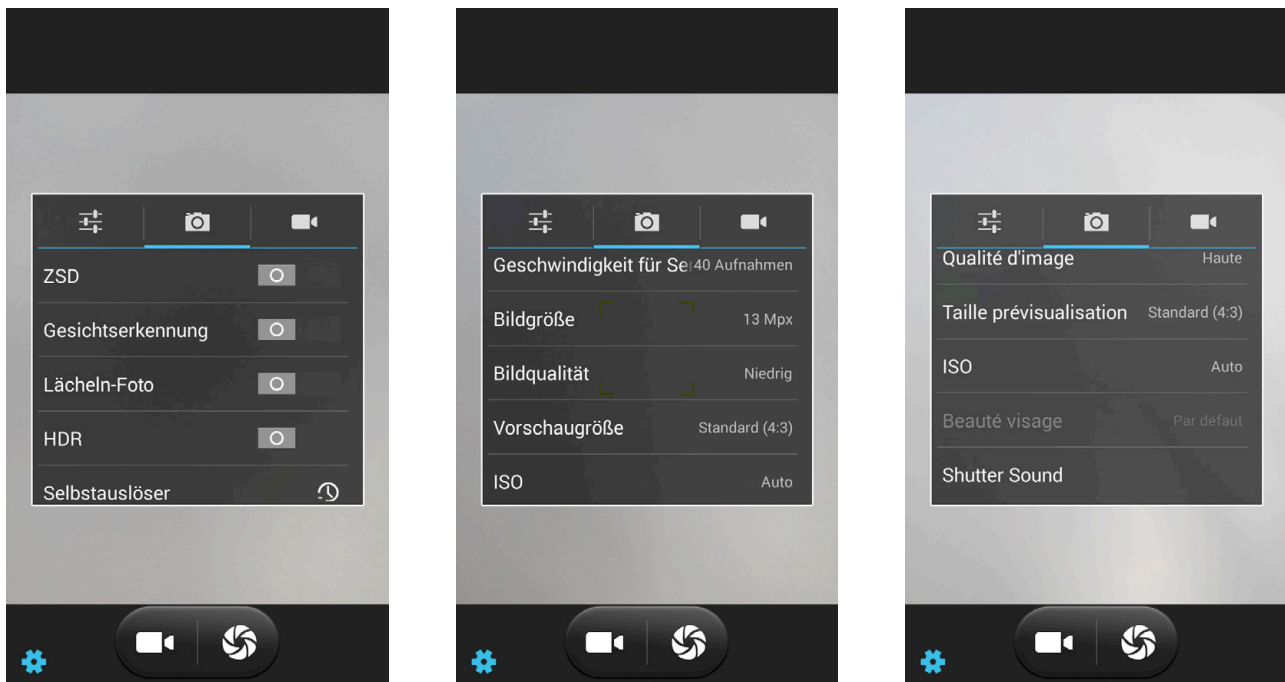 ZSD
Gesichtserkennung
Lächeln-Foto
HDR
Selbstauslöser
Geschwindigkeit für Se 40 Aufnahmen
Bildgröße 13 Mpx
Bildqualität Niedrig
Vorschaugröße Standard (4:3)
ISO Auto
Qualité d'image Haute
Taille prévisualisation Standard (4:3)
ISO Auto
Beauté visage Par défaut
Shutter Sound